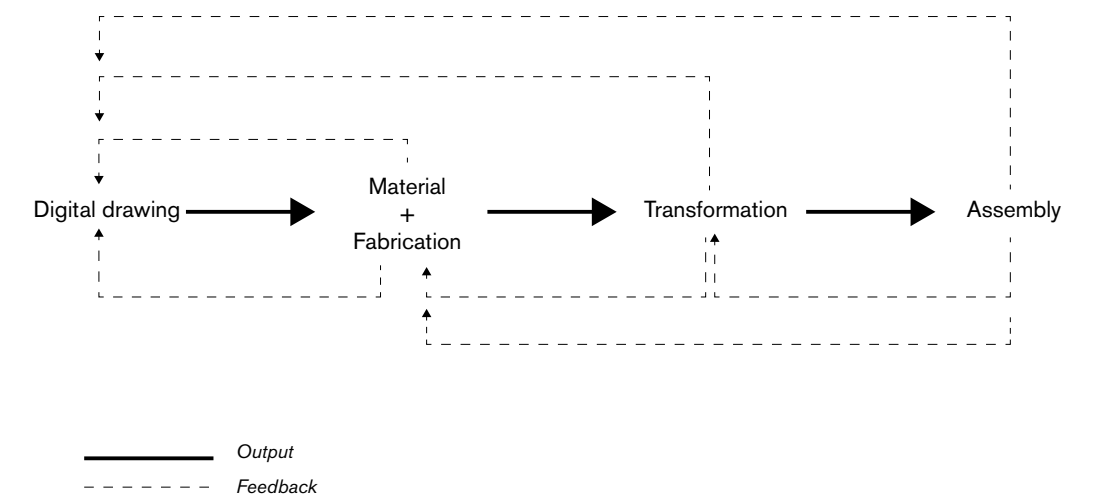 Digital drawing
Material
+
Fabrication
Transformation
Assembly
Output
Feedback